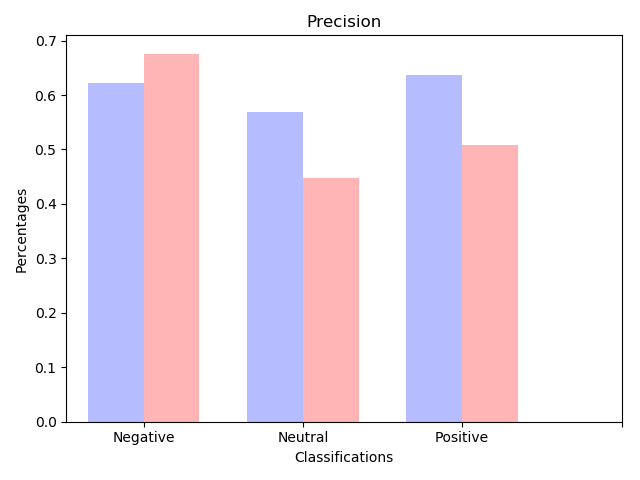 Precision
0.7
0.6
0.5
0.4
0.3
0.2
0.1
0.0
Percentages
Negative Neutral Positive
Classifications